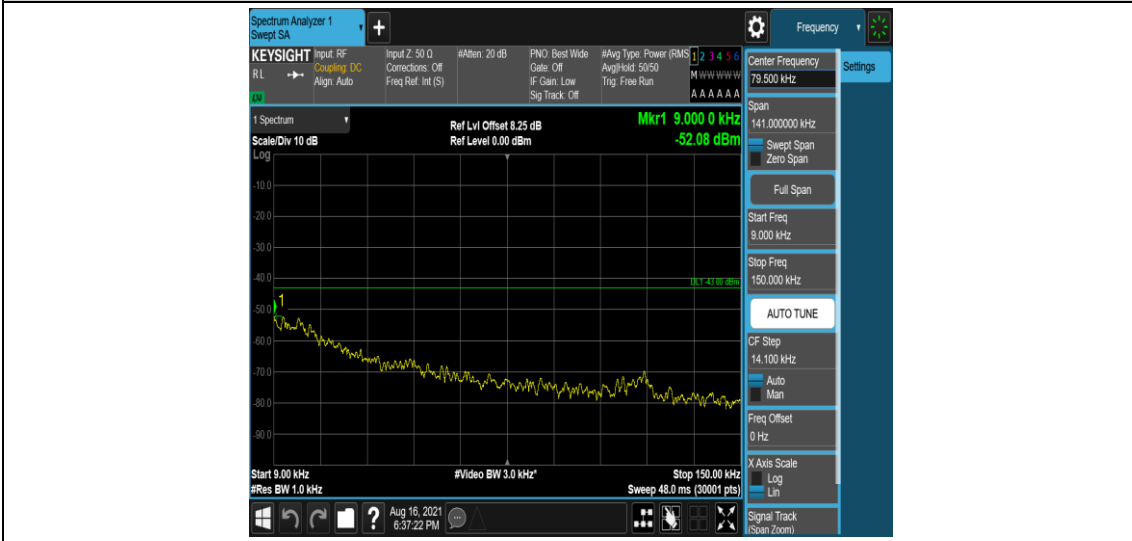 Spectrum Analyzer 1
Swept SA
+
Frequency
KEYSIGHT
RL
Input: RF
Coupling: DC
Align: Auto
Input Z: 50 Ω
Corrections: Off
Freq Ref: Int (S)
#Atten: 20 dB
PNO: Best Wide
Gate: Off
IF Gain: Low
Sig Track: Off
#Avg Type: Power (RMS
Avg|Hold: 50/50
Trig: Free Run
1 2 3 4 5 6
M W W W W W
A A A A A A
1 Spectrum
Scale/Div 10 dB
Ref Lvl Offset 8.25 dB
Ref Level 0.00 dBm
Mkr1 9.000 0 kHz
-52.08 dBm
Log
-10.0
-20.0
-30.0
-40.0
DL1 -43.00 dBm
-50.0
1
-60.0
-70.0
-80.0
-90.0
Start 9.00 kHz
#Video BW 3.0 kHz*
Stop 150.00 kHz
#Res BW 1.0 kHz
Sweep 48.0 ms (30001 pts)
?
Aug 16, 2021
6:37:22 PM
Center Frequency
79.500 kHz
Settings
Span
141.000000 kHz
Swept Span
Zero Span
Full Span
Start Freq
9.000 kHz
Stop Freq
150.000 kHz
AUTO TUNE
CF Step
14.100 kHz
Auto
Man
Freq Offset
0 Hz
X Axis Scale
Log
Lin
Signal Track
(Span Zoom)